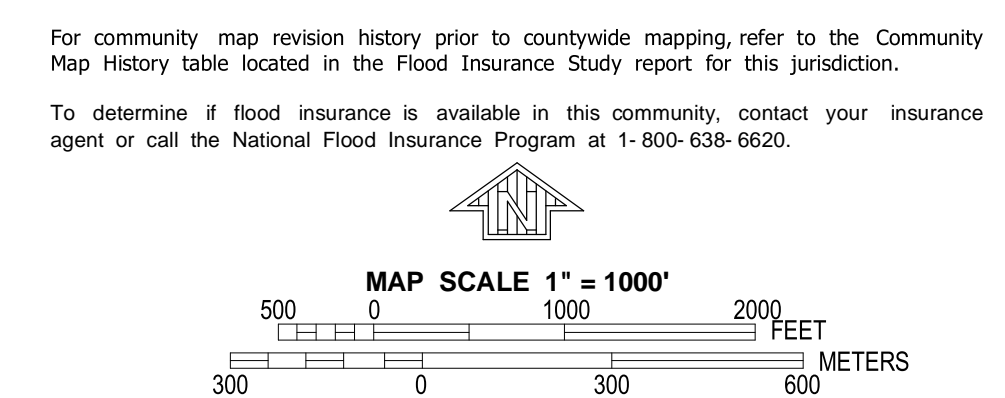 For community map revision history prior to countywide mapping, refer to the Community
Map History table located in the Flood Insurance Study report for this jurisdiction.
To determine if flood insurance is available in this community, contact your insurance
agent or call the National Flood Insurance Program at 1- 800- 638- 6620.
N
MAP SCALE 1" = 1000'
500 0 1000 2000
FEET
METERS
300 0 300 600